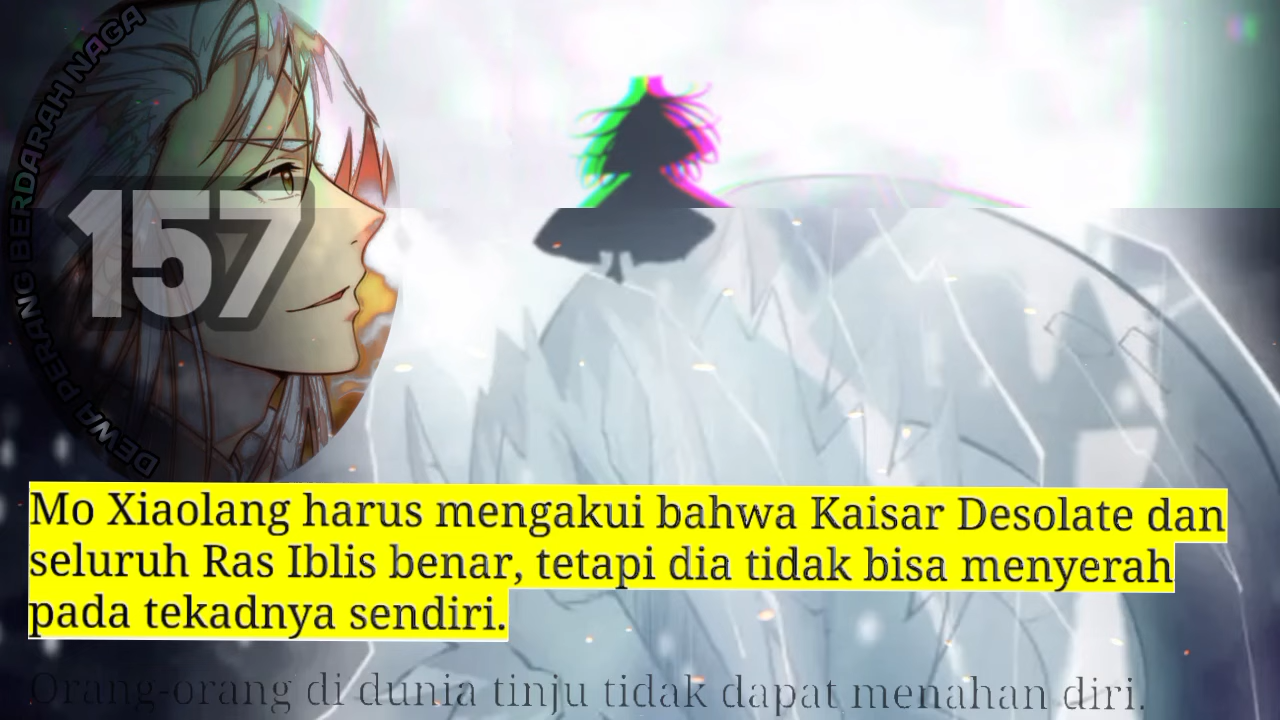 DEWA PERANG BERDARAH NAGA
157
Mo Xiaolang harus mengakui bahwa Kaisar Desolate dan
seluruh Ras Iblis benar, tetapi dia tidak bisa menyerah
pada tekadnya sendiri.
Orang-orang di dunia tinju tidak dapat menahan diri.